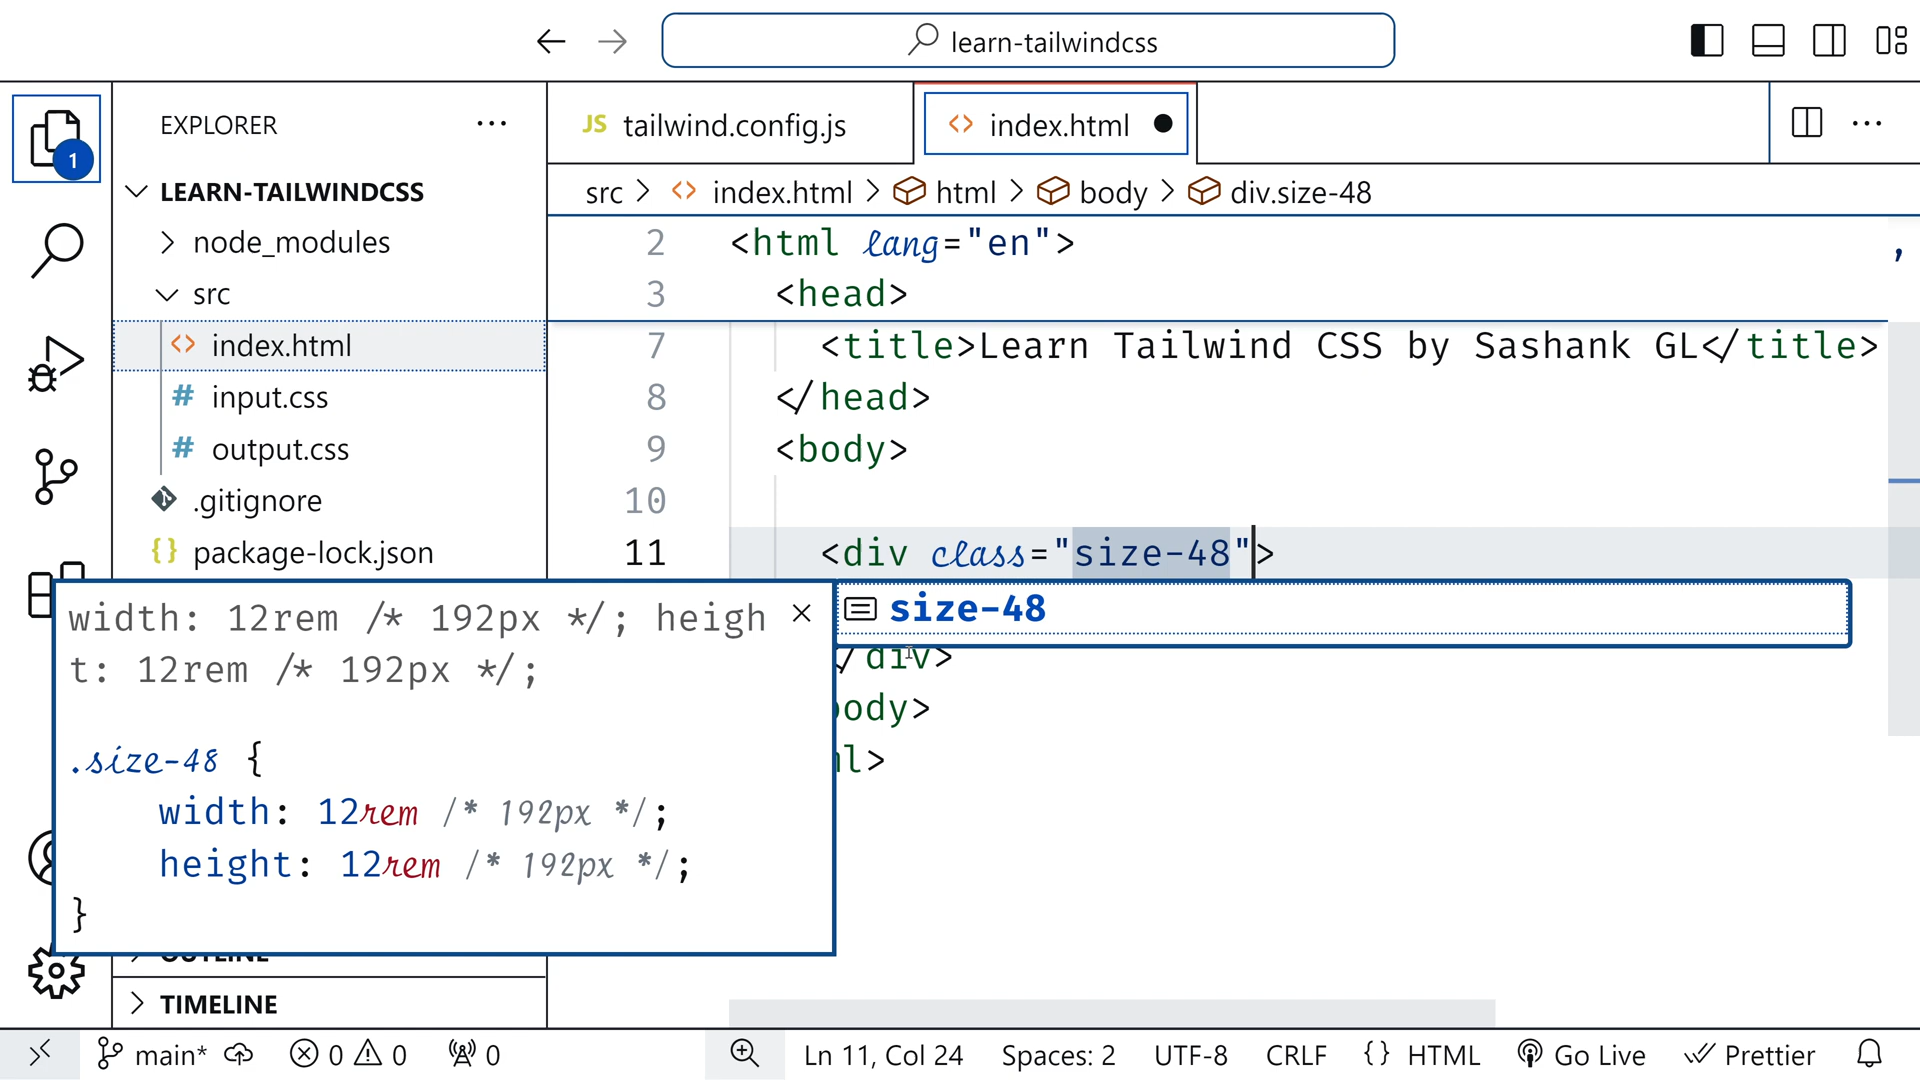 learn-tailwindcss
EXPLORER
JS tailwind.config.js
<> index.html
src > <> index.html > html > body > div.size-48
LEARN-TAILWINDCSS
node_modules
src
<> index.html
# input.css
# output.css
.gitignore
{} package-lock.json
1
2 <html lang="en">
3 <head>
7 <title>Learn Tailwind CSS by Sashank GL</title>
8 </head>
9 <body>
10
11 <div class="size-48">
size-48
/div>
body>
ml>
width: 12rem /* 192px */; heigh
t: 12rem /* 192px */;
.size-48 {
width: 12rem /* 192px */;
height: 12rem /* 192px */;
}
OUTLINE
TIMELINE
main* 0 0 0 Ln 11, Col 24 Spaces: 2 UTF-8 CRLF {} HTML Go Live Prettier